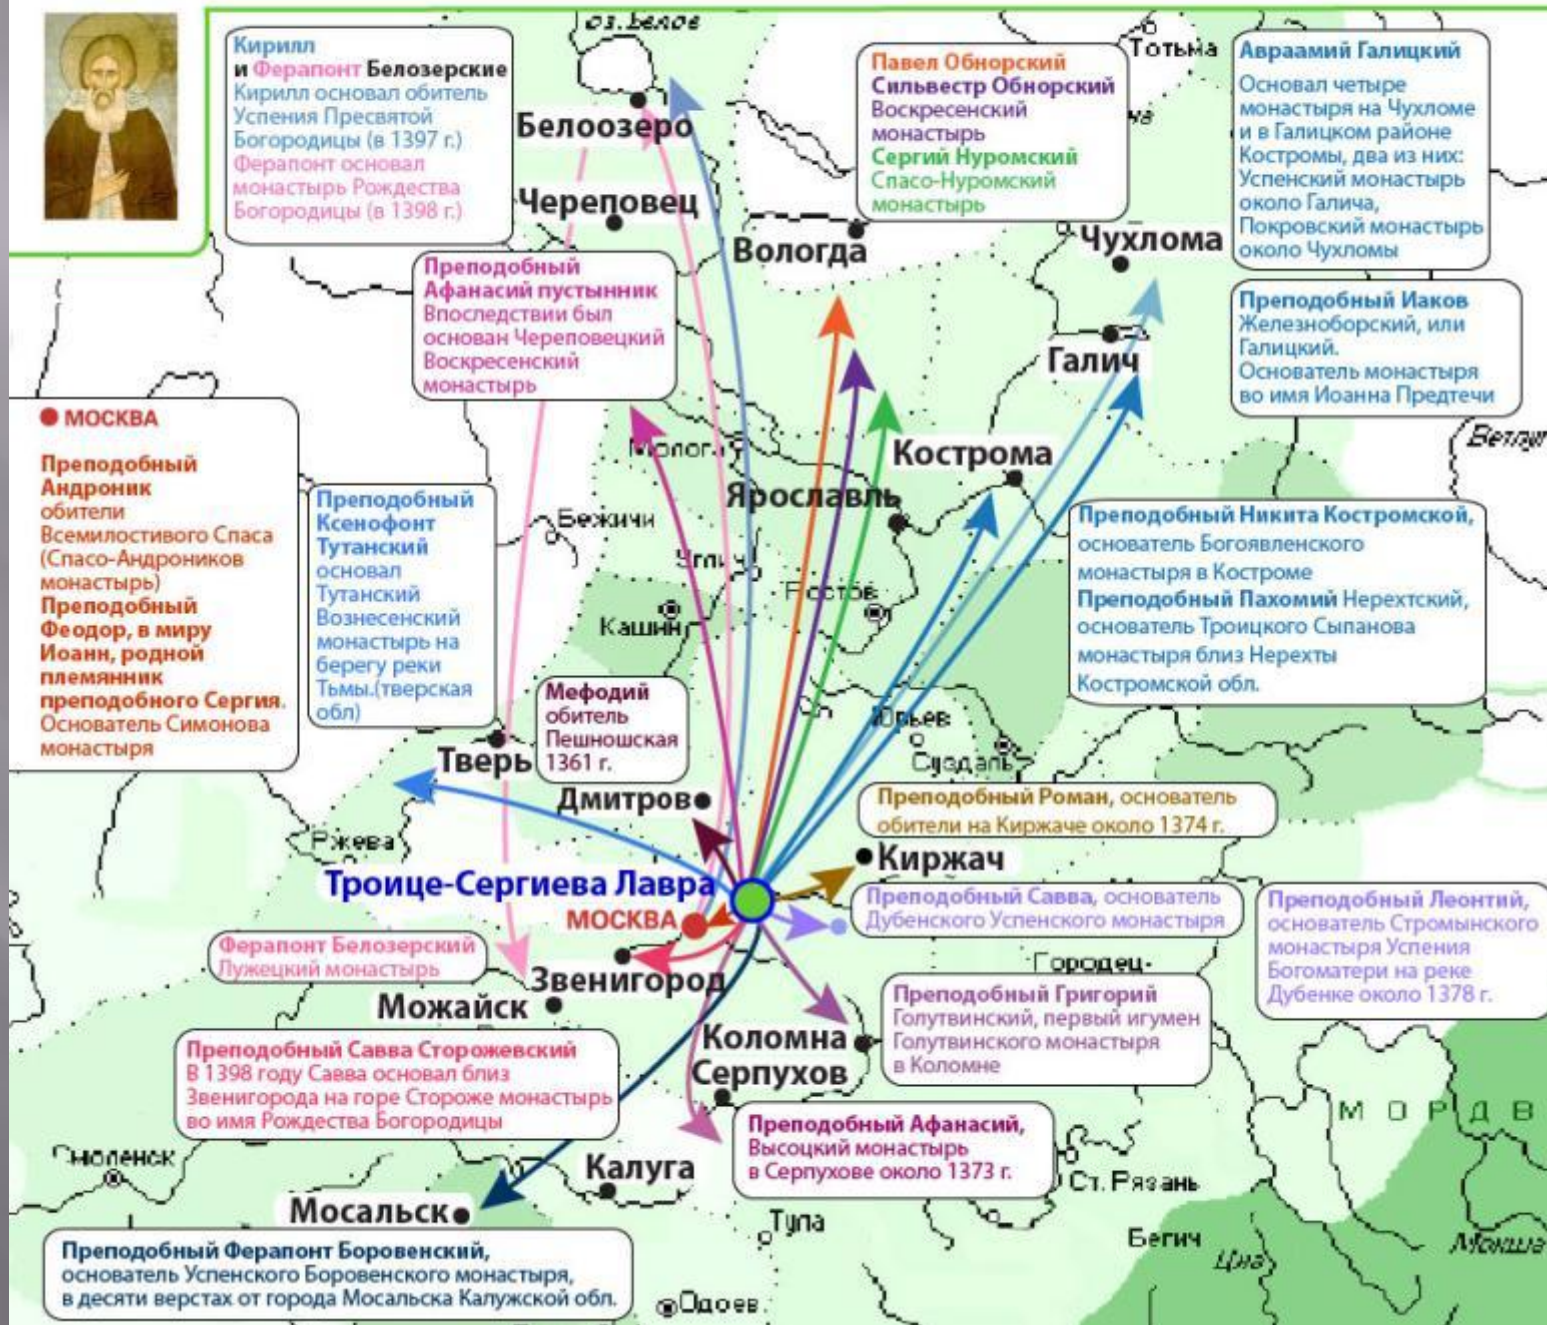 оз. Белое
Кирилл
и Ферапонт Белозерские
Кирилл основал обитель
Успения Пресвятой
Богородицы (в 1397 г.)
Ферапонт основал
монастырь Рождества
Богородицы (в 1398 г.)
Белоозеро
Череповец
Павел Обнорский
Сильвестр Обнорский
Воскресенский
монастырь
Сергий Нуромский
Спасо-Нуромский
монастырь
Тотьма
Авраамий Галицкий
Основал четыре
монастыря на Чухломе
и в Галицком районе
Костромы, два из них:
Успенский монастырь
около Галича,
Покровский монастырь
около Чухломы
Вологда
Чухлома
Преподобный
Афанасий пустынник
Впоследствии был
основан Череповецкий
Воскресенский
монастырь
Преподобный Иаков
Железноборский, или
Галицкий.
Основатель монастыря
во имя Иоанна Предтечи
Галич
МОСКВА
Преподобный
Андроник
обители
Всемилостивого Спаса
(Спасо-Андроников
монастырь)
Преподобный
Феодор, в миру
Иоанн, родной
племянник
преподобного Сергия.
Основатель Симонова
монастыря
Преподобный
Ксенофонт
Тутанский
основал
Тутанский
Вознесенский
монастырь на
берегу реки
Тьмы.(тверская
обл)
Молога
Кострома
Ярославль
Бежичи
Углич
Ростов
Кашин
Преподобный Никита Костромской,
основатель Богоявленского
монастыря в Костроме
Преподобный Пахомий Нерехтский,
основатель Троицкого Сыпанова
монастыря близ Нерехты
Костромской обл.
Мефодий
обитель
Пешношская
1361 г.
Юрьев
Суздаль
Тверь
Дмитров
Ржева
Преподобный Роман, основатель
обители на Киржаче около 1374 г.
Киржач
Троице-Сергиева Лавра
МОСКВА
Преподобный Савва, основатель
Дубенского Успенского монастыря
Преподобный Леонтий,
основатель Стромынского
монастыря Успения
Богоматери на реке
Дубенке около 1378 г.
Ферапонт Белозерский
Лужецкий монастырь
Звенигород
Можайск
Городец-
Преподобный Григорий
Голутвинский, первый игумен
Голутвинского монастыря
в Коломне
Коломна
Серпухов
Преподобный Савва Сторожевский
В 1398 году Савва основал близ
Звенигорода на горе Стороже монастырь
во имя Рождества Богородицы
Преподобный Афанасий,
Высоцкий монастырь
в Серпухове около 1373 г.
МОРДВ
Смоленск
Калуга
Ст. Рязань
Мосальск
Тула
Бегич
Цна
Мокша
Преподобный Ферапонт Боровенский,
основатель Успенского Боровенского монастыря,
в десяти верстах от города Мосальска Калужской обл.
Одоев